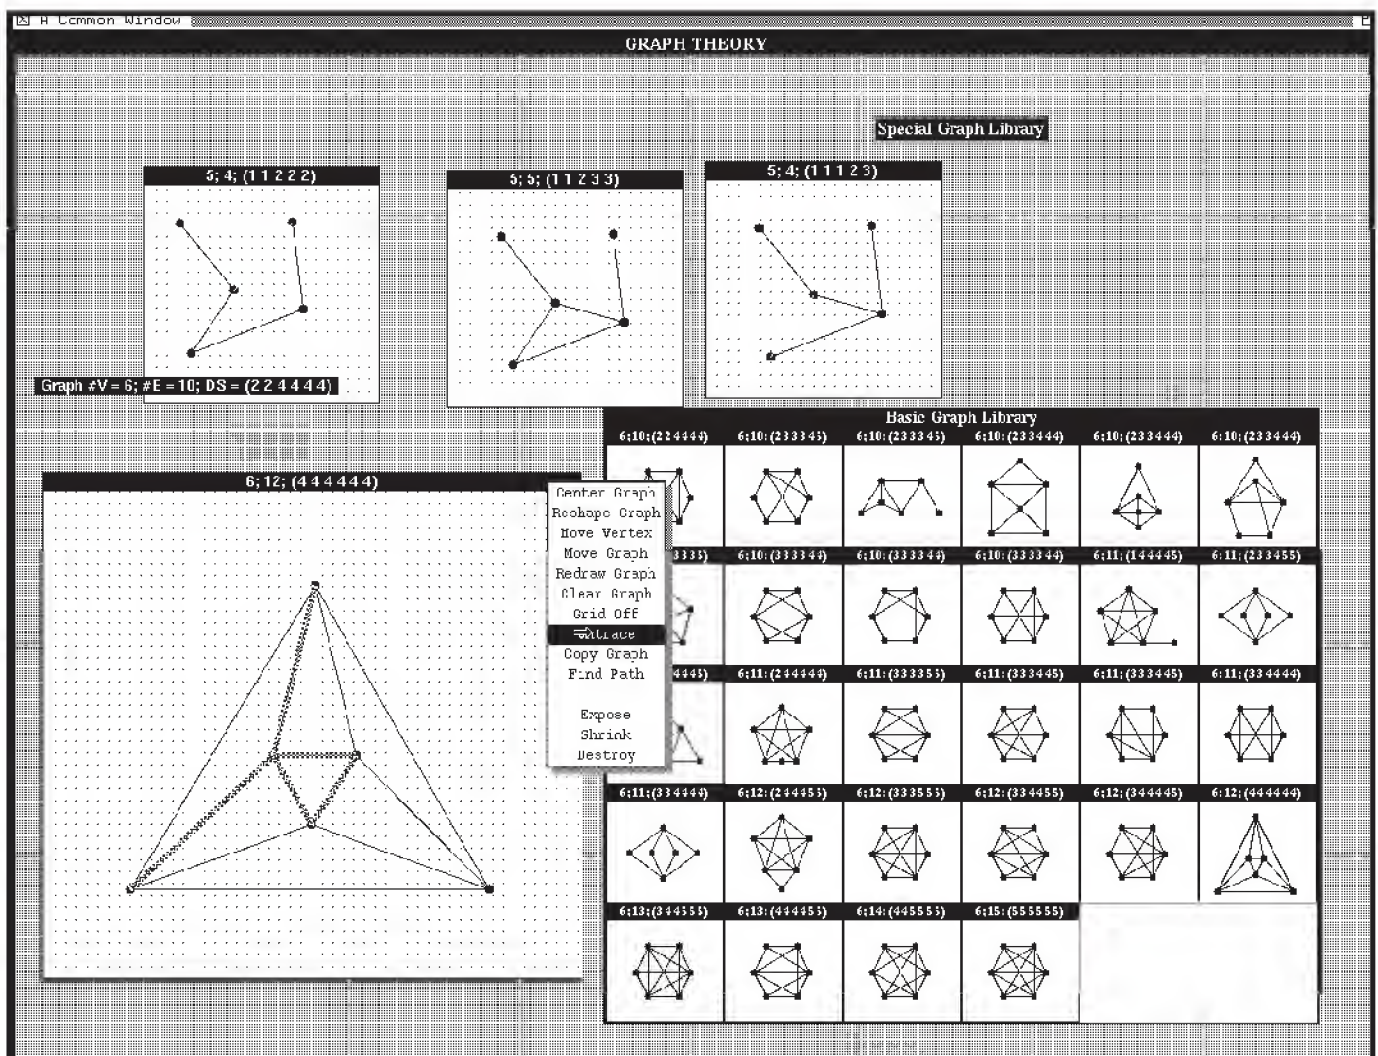 A Common Window
GRAPH THEORY
Special Graph Library
5; 4; (1 1 2 2 2)
5; 5; (1 1 2 3 3)
5; 4; (1 1 1 2 3)
Graph #V = 6; #E = 10; DS = (2 2 4 4 4 4)
Basic Graph Library
6;10;(224444) 6;10:(233345) 6;10:(233345) 6;10:(233444) 6;10;(233444) 6;10:(233444)
6; 12; (4 4 4 4 4 4)
Center Graph
Reshape Graph
Move Vertex
Move Graph
Redraw Graph
Clear Graph
Grid Off
Copy Graph
Find Path
Expose
Shrink
Destroy
6;10:(333344) 6;10:(333344) 6;10;(333344) 6;11;(144445) 6;11;(233455)
6;11:(244444) 6;11:(333355) 6;11;(333445) 6;11;(333445) 6;11;(334444)
6;11;(334444) 6;12:(244455) 6;12:(333555) 6;12:(334455) 6;12;(344445) 6;12;(444444)
6;13;(344555) 6;13:(444455) 6;14:(445555) 6;15:(555555)